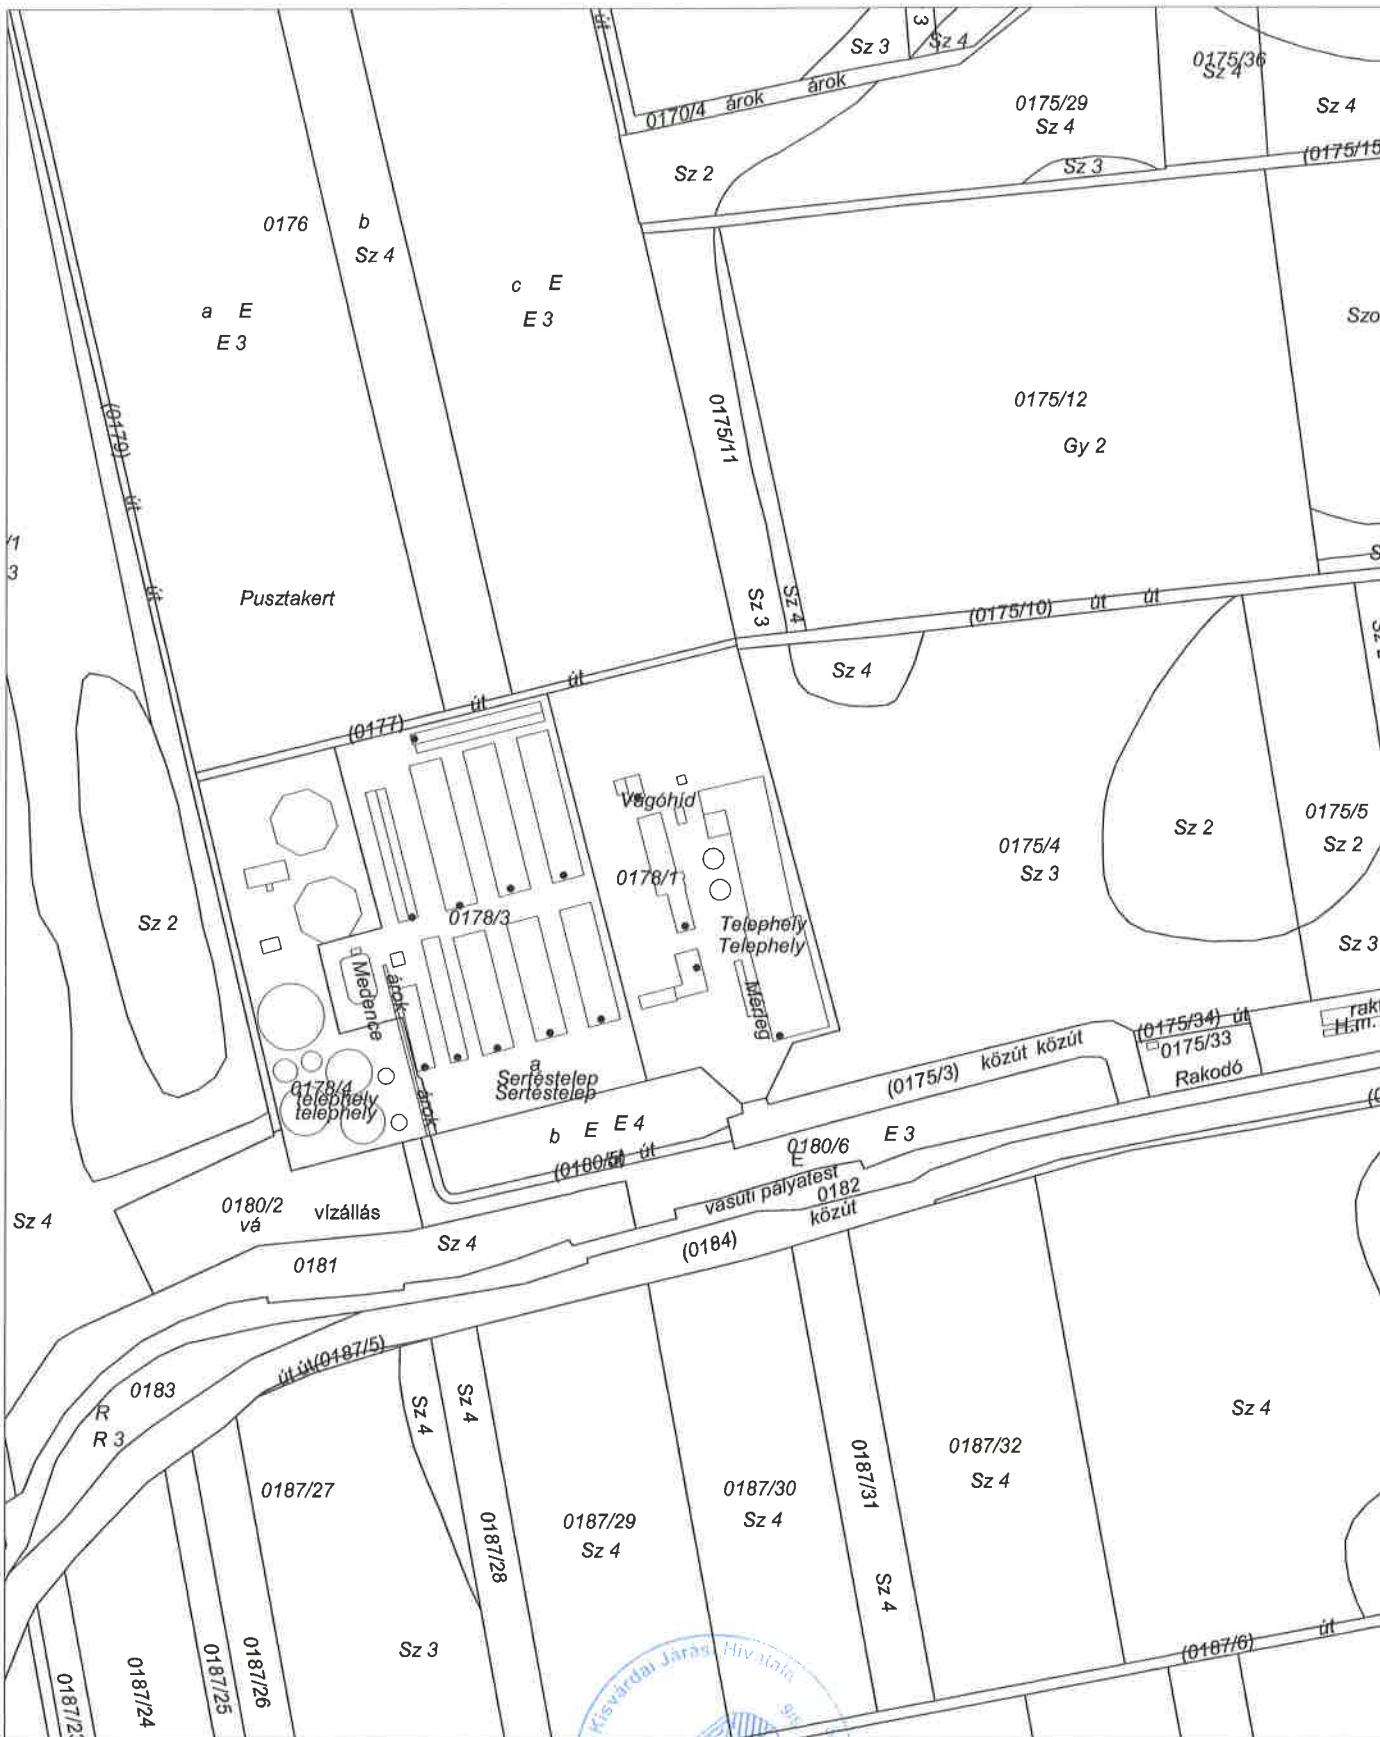 út
3
Sz 3
Sz 4
0175/36
Sz 4
0170/4 árok árok
0175/29
Sz 4
Sz 4
(0175/15
Sz 2
Sz 3
0176
b
Sz 4
a E
E 3
c E
E 3
Szo
(0179)
út
út
0175/11
0175/12
Gy 2
/1
3
Pusztakert
Sz 3
Sz 4
(0175/10) út út
Sz 4
(0177) út út
Vágóhíd
0178/1
0178/3
Telephely
Telephely
Sz 2
0175/4
Sz 3
Sz 2
0175/5
Sz 2
Sz 3
Medence
árok
árok
Mérleg
a
Sertéstelep
Sertéstelep
0178/4
telephely
telephely
(0175/3) közút közút
(0175/34) út
0175/33
Rakodó
rakt
H.m.
b E E 4
(0180/5) út út
0180/6
E
E 3
vasúti pályatest
0182
(0184) közút
0180/2
vá
vízállás
Sz 4
0181
Sz 4
út út (0187/5)
0183
R
R 3
Sz 4
Sz 4
0187/27
0187/28
0187/29
Sz 4
0187/30
Sz 4
0187/31
Sz 4
0187/32
Sz 4
Sz 4
Sz 3
0187/24
0187/25
0187/26
(0187/6) út
Kisvárdai Járási Hivatala